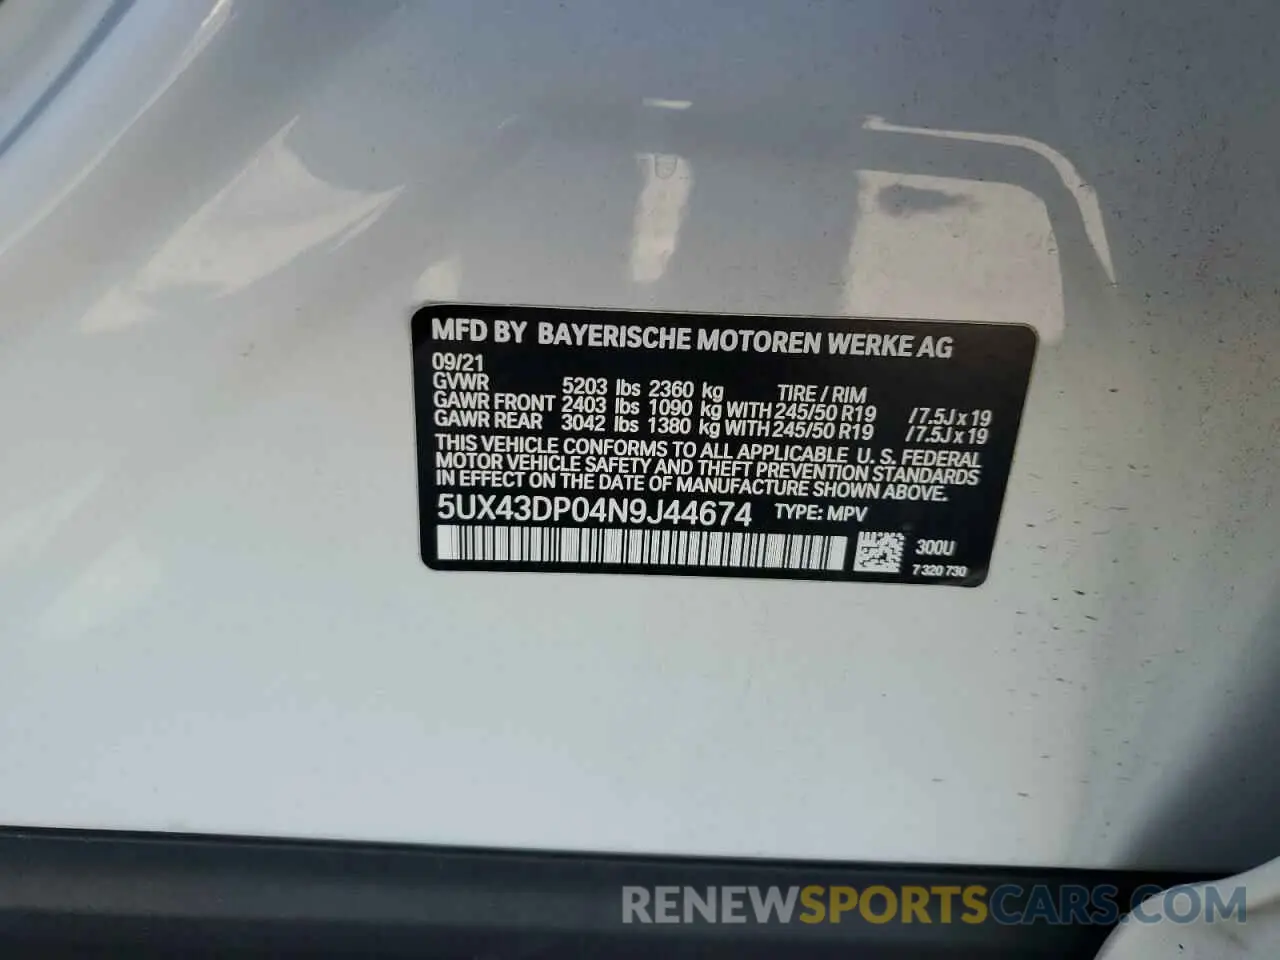 MFD BY BAYERISCHE MOTOREN WERKE AG
09/21
GVWR 5203 lbs 2360 kg TIRE / RIM
GAWR FRONT 2403 lbs 1090 kg WITH 245/50 R19 /7.5J x 19
GAWR REAR 3042 lbs 1380 kg WITH 245/50 R19 /7.5J x 19
THIS VEHICLE CONFORMS TO ALL APPLICABLE U. S. FEDERAL
MOTOR VEHICLE SAFETY AND THEFT PREVENTION STANDARDS
IN EFFECT ON THE DATE OF MANUFACTURE SHOWN ABOVE.
5UX43DP04N9J44674 TYPE: MPV
300U
7 320 730
RENEWSPORTSCARS.COM